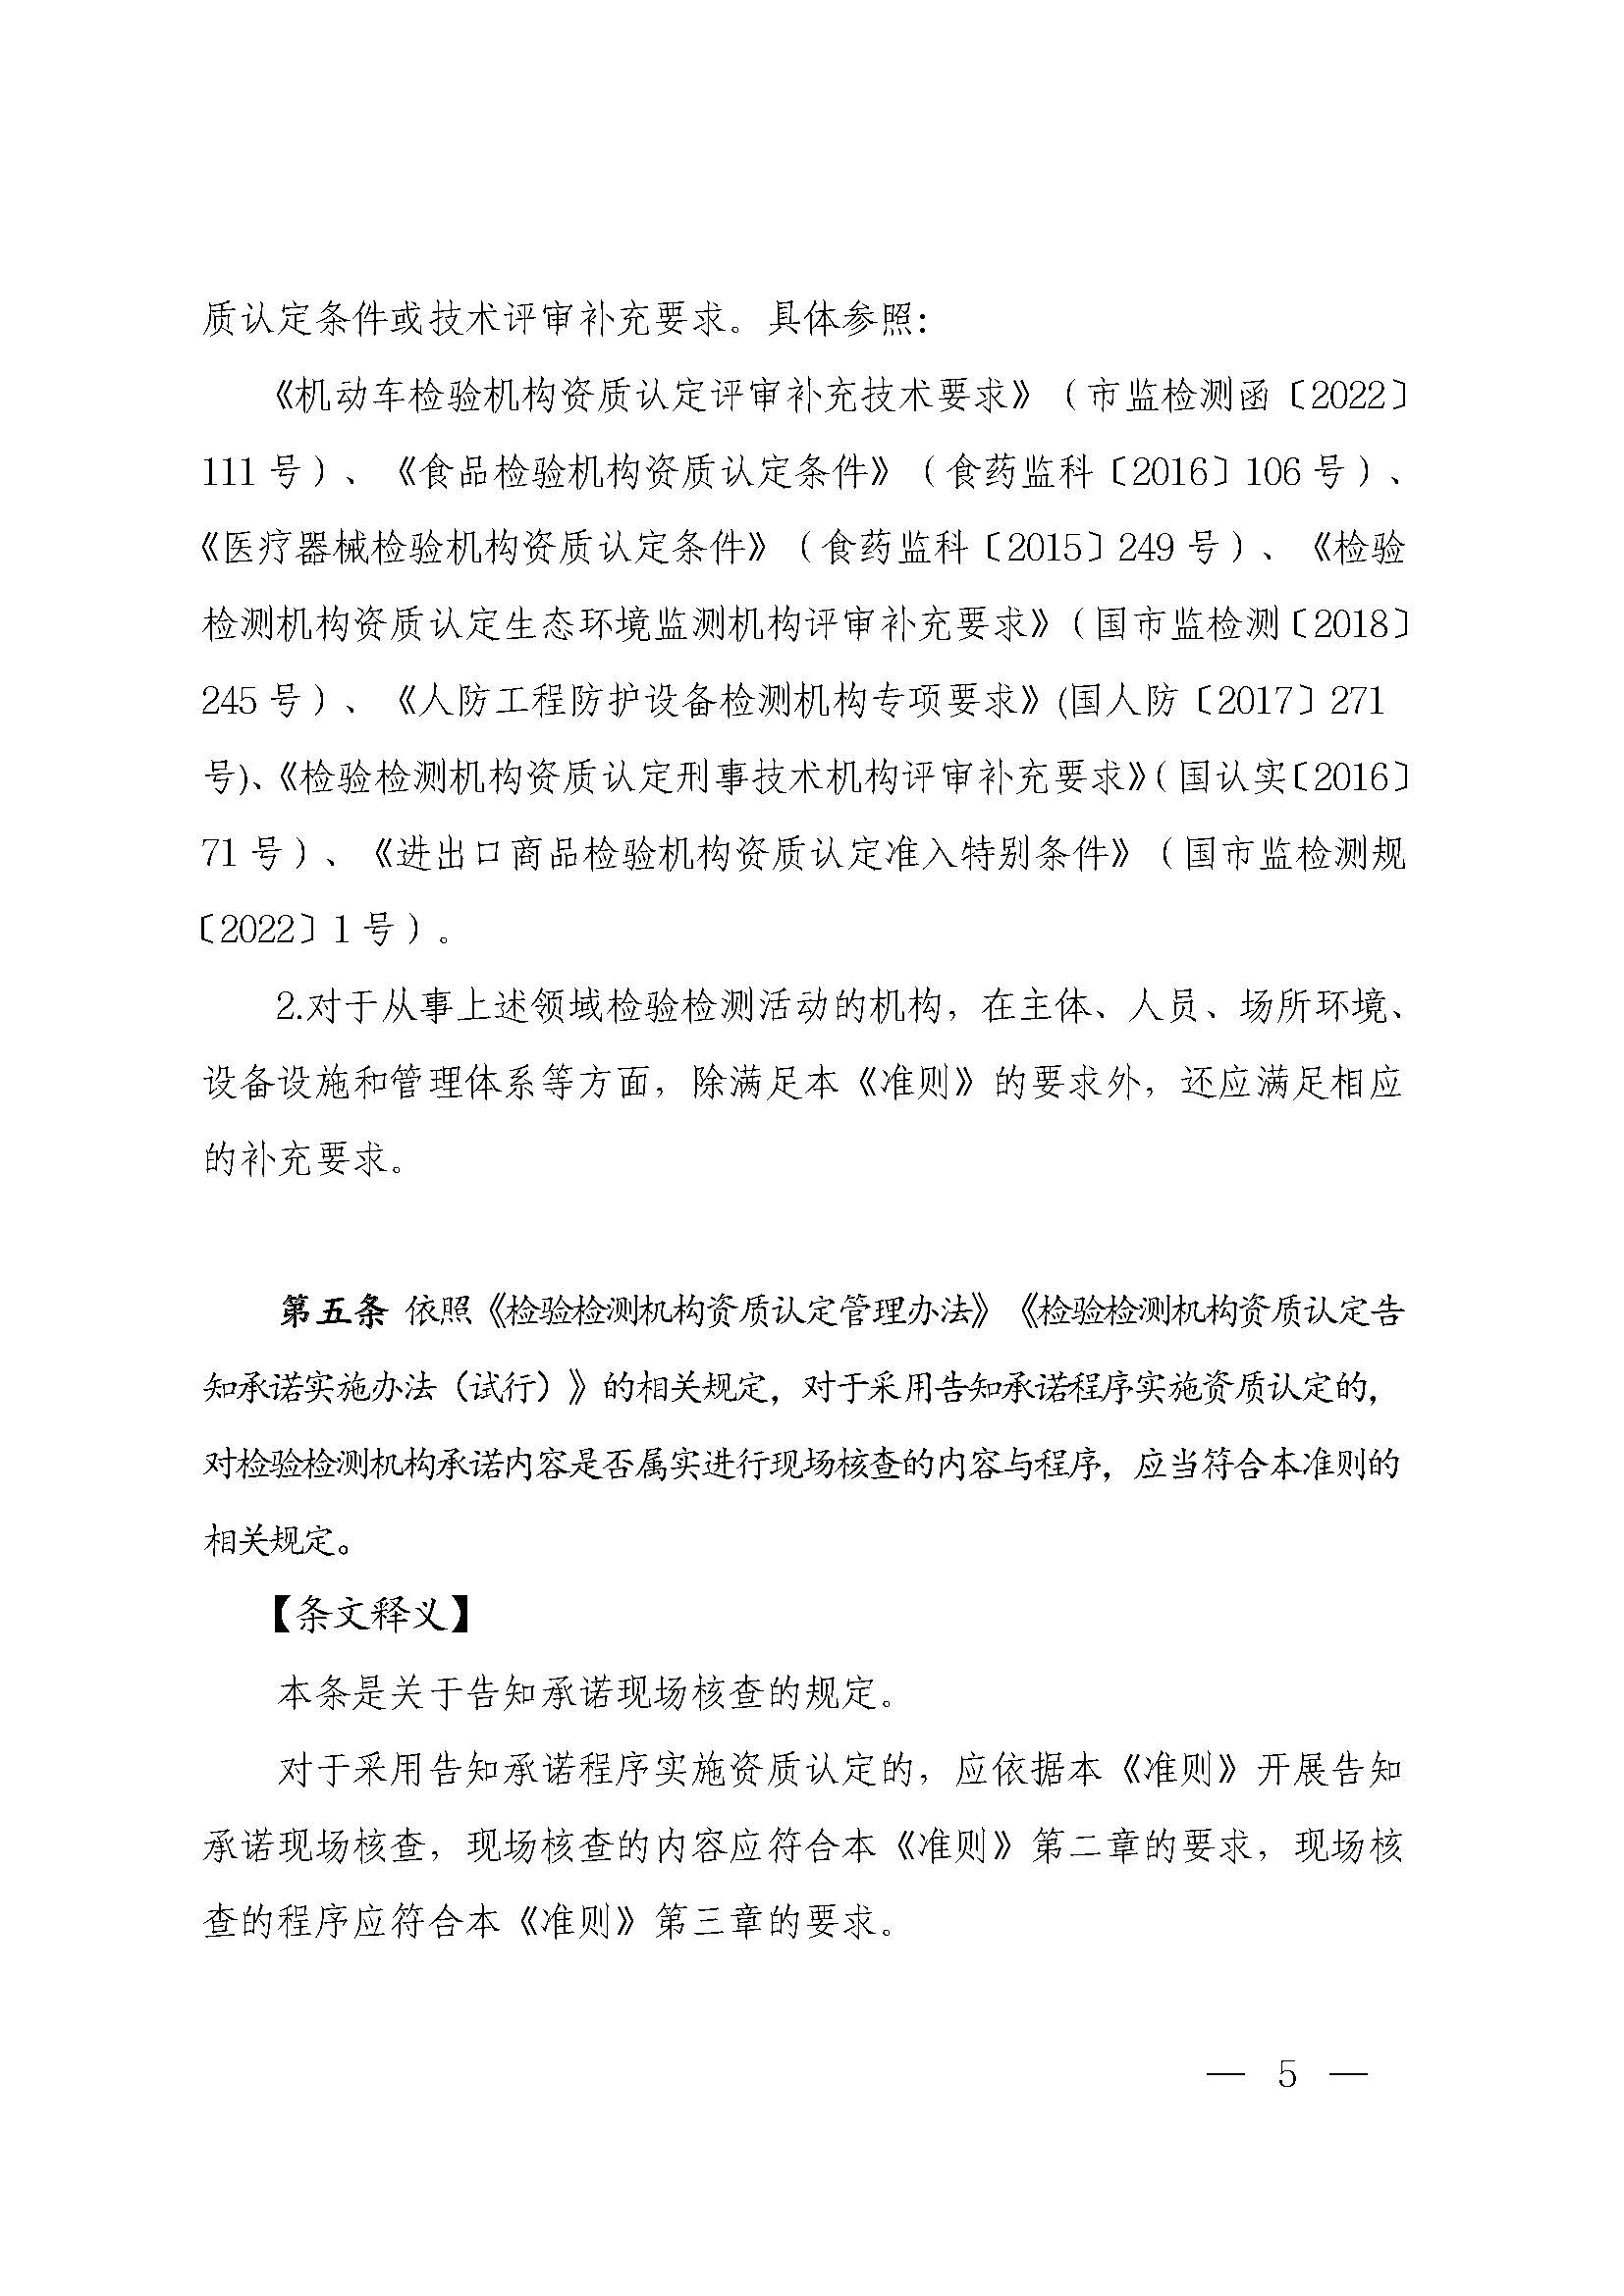 质认定条件或技术评审补充要求。具体参照：
《机动车检验机构资质认定评审补充技术要求》（市监检测函〔2022〕
111 号）、《食品检验机构资质认定条件》（食药监科〔2016〕106 号）、
《医疗器械检验机构资质认定条件》（食药监科〔2015〕249 号）、《检验
检测机构资质认定生态环境监测机构评审补充要求》（国市监检测〔2018〕
245 号）、《人防工程防护设备检测机构专项要求》(国人防〔2017〕271
号)、《检验检测机构资质认定刑事技术机构评审补充要求》（国认实〔2016〕
71 号）、《进出口商品检验机构资质认定准入特别条件》（国市监检测规
〔2022〕1 号）。
2.对于从事上述领域检验检测活动的机构，在主体、人员、场所环境、
设备设施和管理体系等方面，除满足本《准则》的要求外，还应满足相应
的补充要求。
第五条 依照《检验检测机构资质认定管理办法》《检验检测机构资质认定告
知承诺实施办法（试行）》的相关规定，对于采用告知承诺程序实施资质认定的，
对检验检测机构承诺内容是否属实进行现场核查的内容与程序，应当符合本准则的
相关规定。
【条文释义】
本条是关于告知承诺现场核查的规定。
对于采用告知承诺程序实施资质认定的，应依据本《准则》开展告知
承诺现场核查，现场核查的内容应符合本《准则》第二章的要求，现场核
查的程序应符合本《准则》第三章的要求。
— 5 —